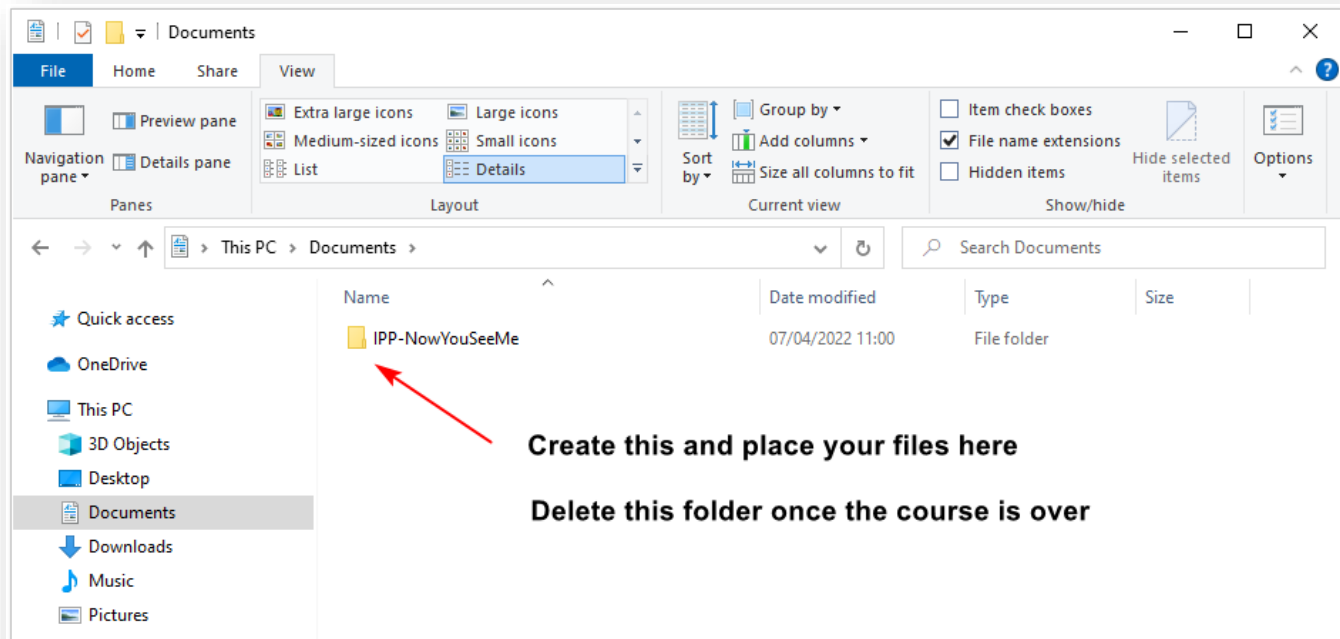 Documents
File Home Share View
Navigation pane
Preview pane
Details pane
Panes
Extra large icons Large icons
Medium-sized icons Small icons
List Details
Layout
Sort by
Group by
Add columns
Size all columns to fit
Current view
Item check boxes
File name extensions
Hidden items
Hide selected items
Show/hide
Options
This PC > Documents >
Search Documents
Name Date modified Type Size
IPP-NowYouSeeMe 07/04/2022 11:00 File folder
Quick access
OneDrive
This PC
3D Objects
Desktop
Documents
Downloads
Music
Pictures
Create this and place your files here
Delete this folder once the course is over